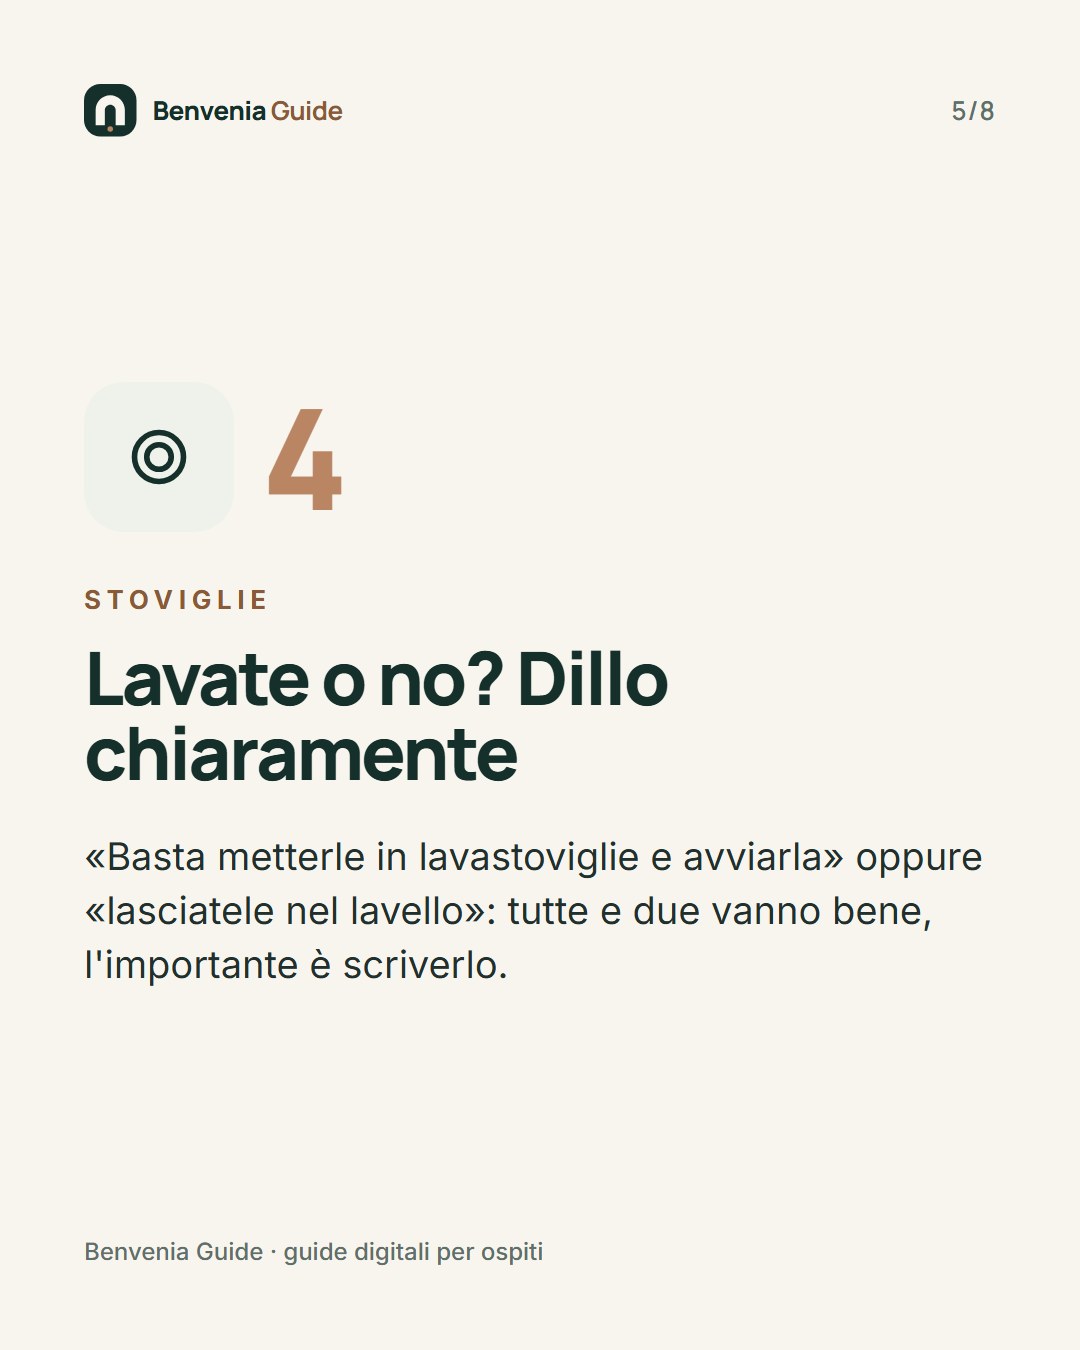 Benvenia Guide
5/8
4
STOVIGLIE
Lavate o no? Dillo
chiaramente
«Basta metterle in lavastoviglie e avviarla» oppure
«lasciatele nel lavello»: tutte e due vanno bene,
l'importante è scriverlo.
Benvenia Guide · guide digitali per ospiti